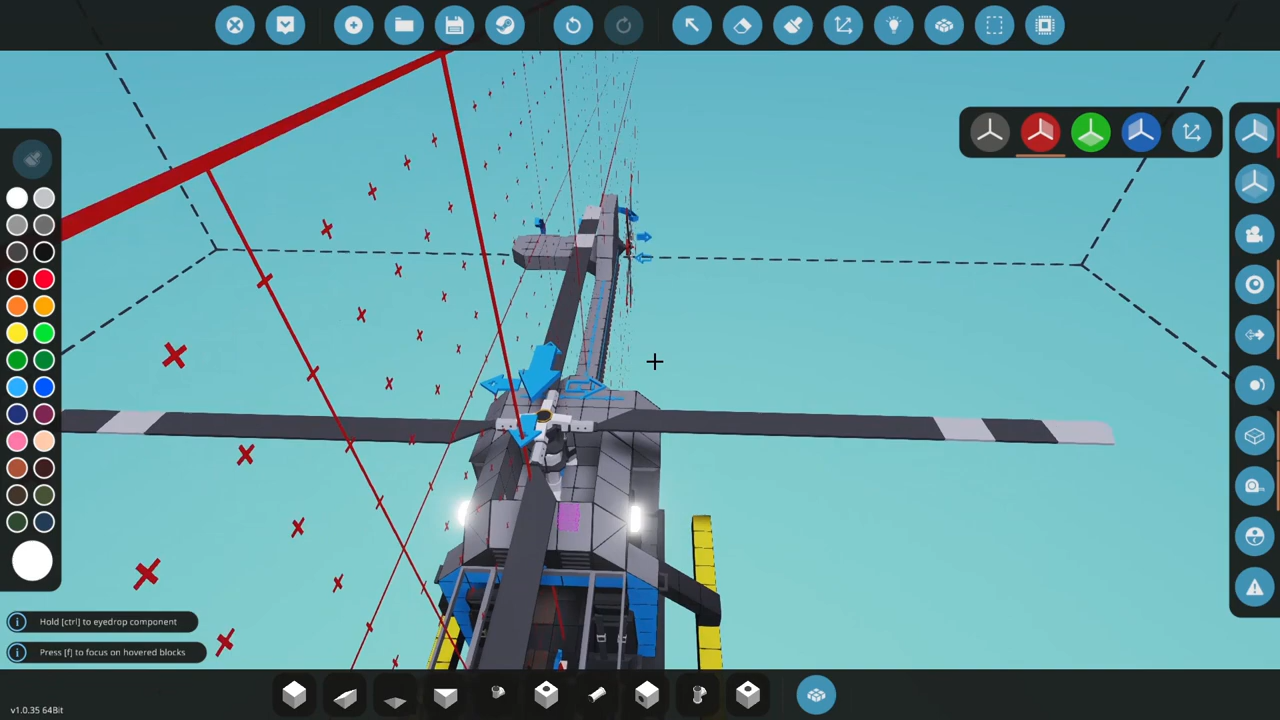 Hold [ctrl] to eyedrop component
Press [f] to focus on hovered blocks
v1.0.35 64Bit